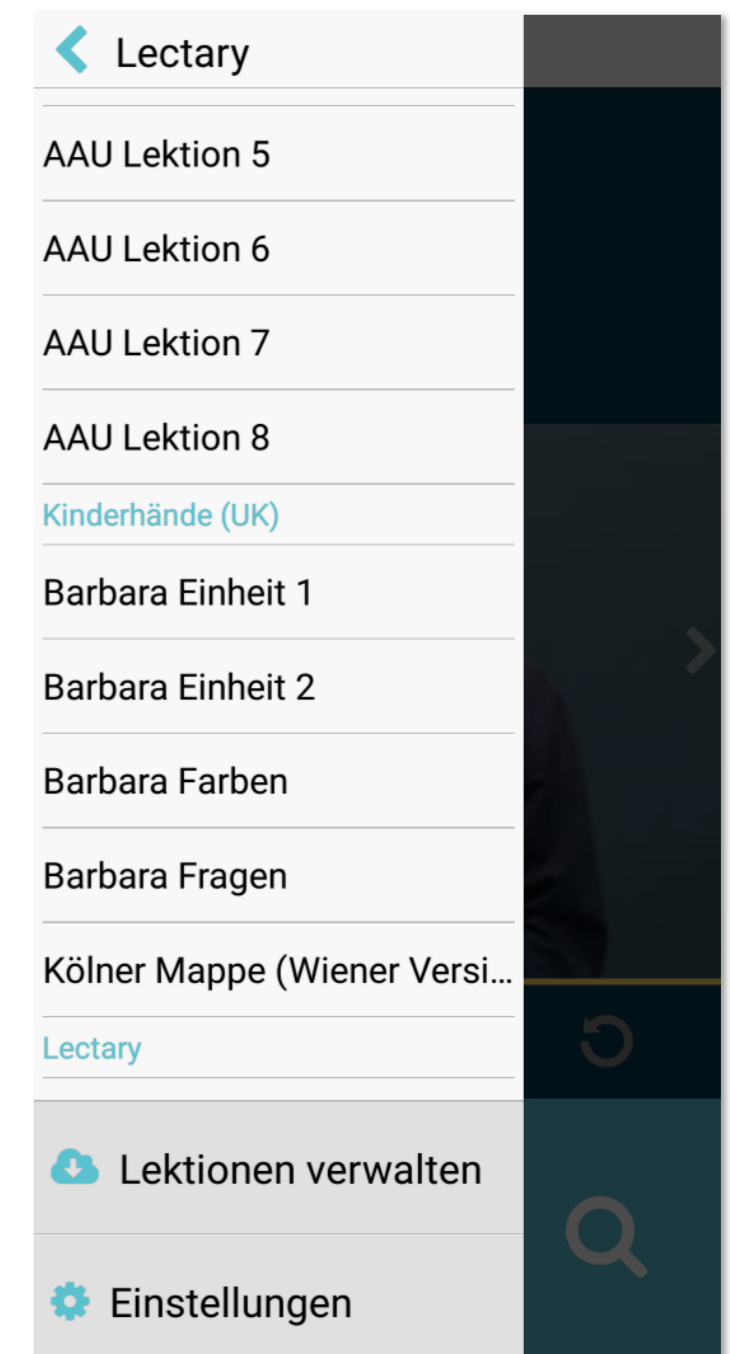 Lectary
AAU Lektion 5
AAU Lektion 6
AAU Lektion 7
AAU Lektion 8
Kinderhände (UK)
Barbara Einheit 1
Barbara Einheit 2
Barbara Farben
Barbara Fragen
Kölner Mappe (Wiener Versi...
Lectary
Lektionen verwalten
Einstellungen